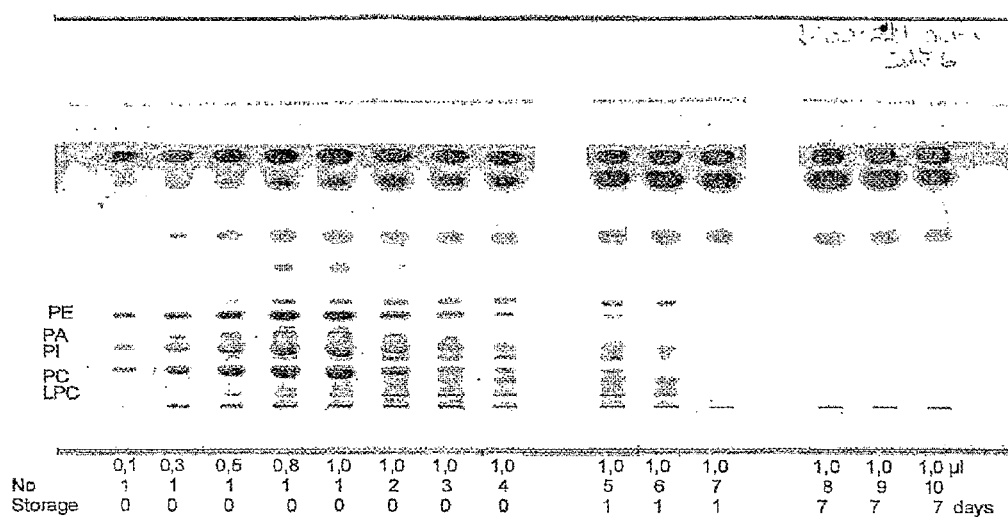 PE
PA
PI
PC
LPC
0,1 0,3 0,5 0,8 1,0 1,0 1,0 1,0 1,0 1,0 1,0 1,0 1,0 1,0 µl
No 1 1 1 1 1 2 3 4 5 6 7 8 9 10
Storage 0 0 0 0 0 0 0 0 1 1 1 7 7 7 days